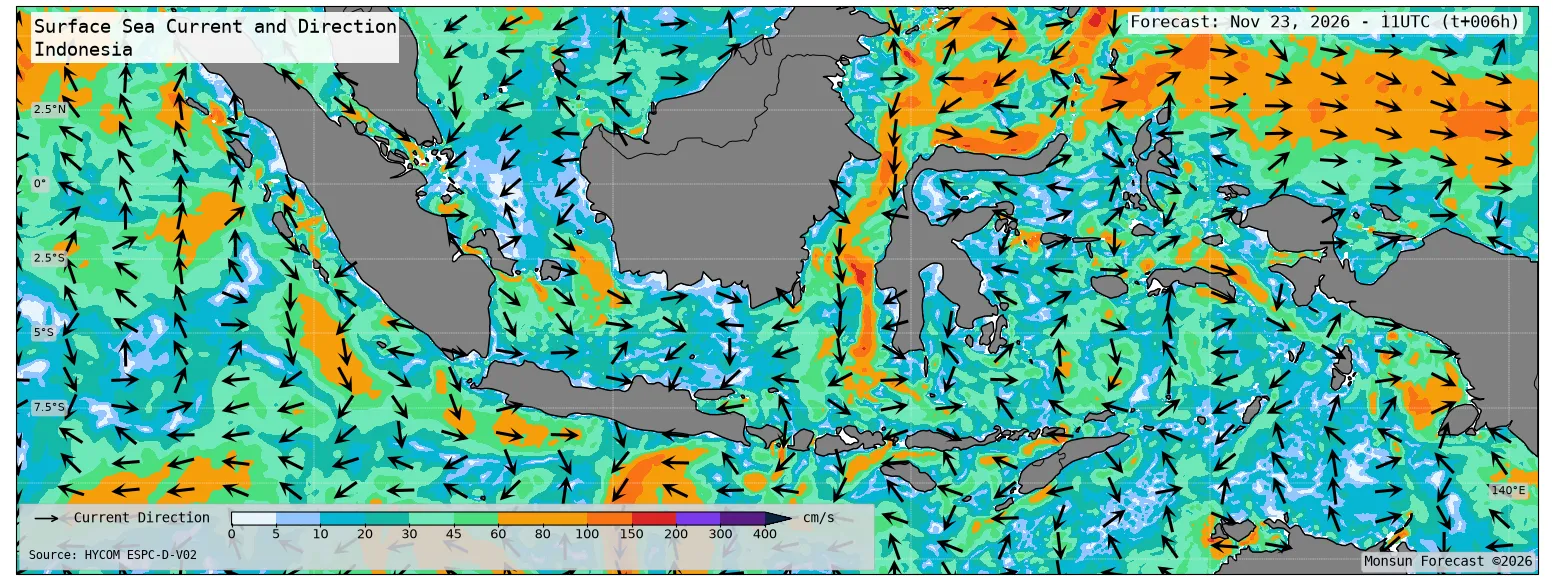 Surface Sea Current and Direction
Indonesia
Forecast: Nov 23, 2026 - 11UTC (t+006h)
2.5°N
0°
2.5°S
5°S
7.5°S
140°E
Current Direction
cm/s
0 5 10 20 30 45 60 80 100 150 200 300 400
Source: HYCOM ESPC-D-V02
Monsun Forecast ©2026